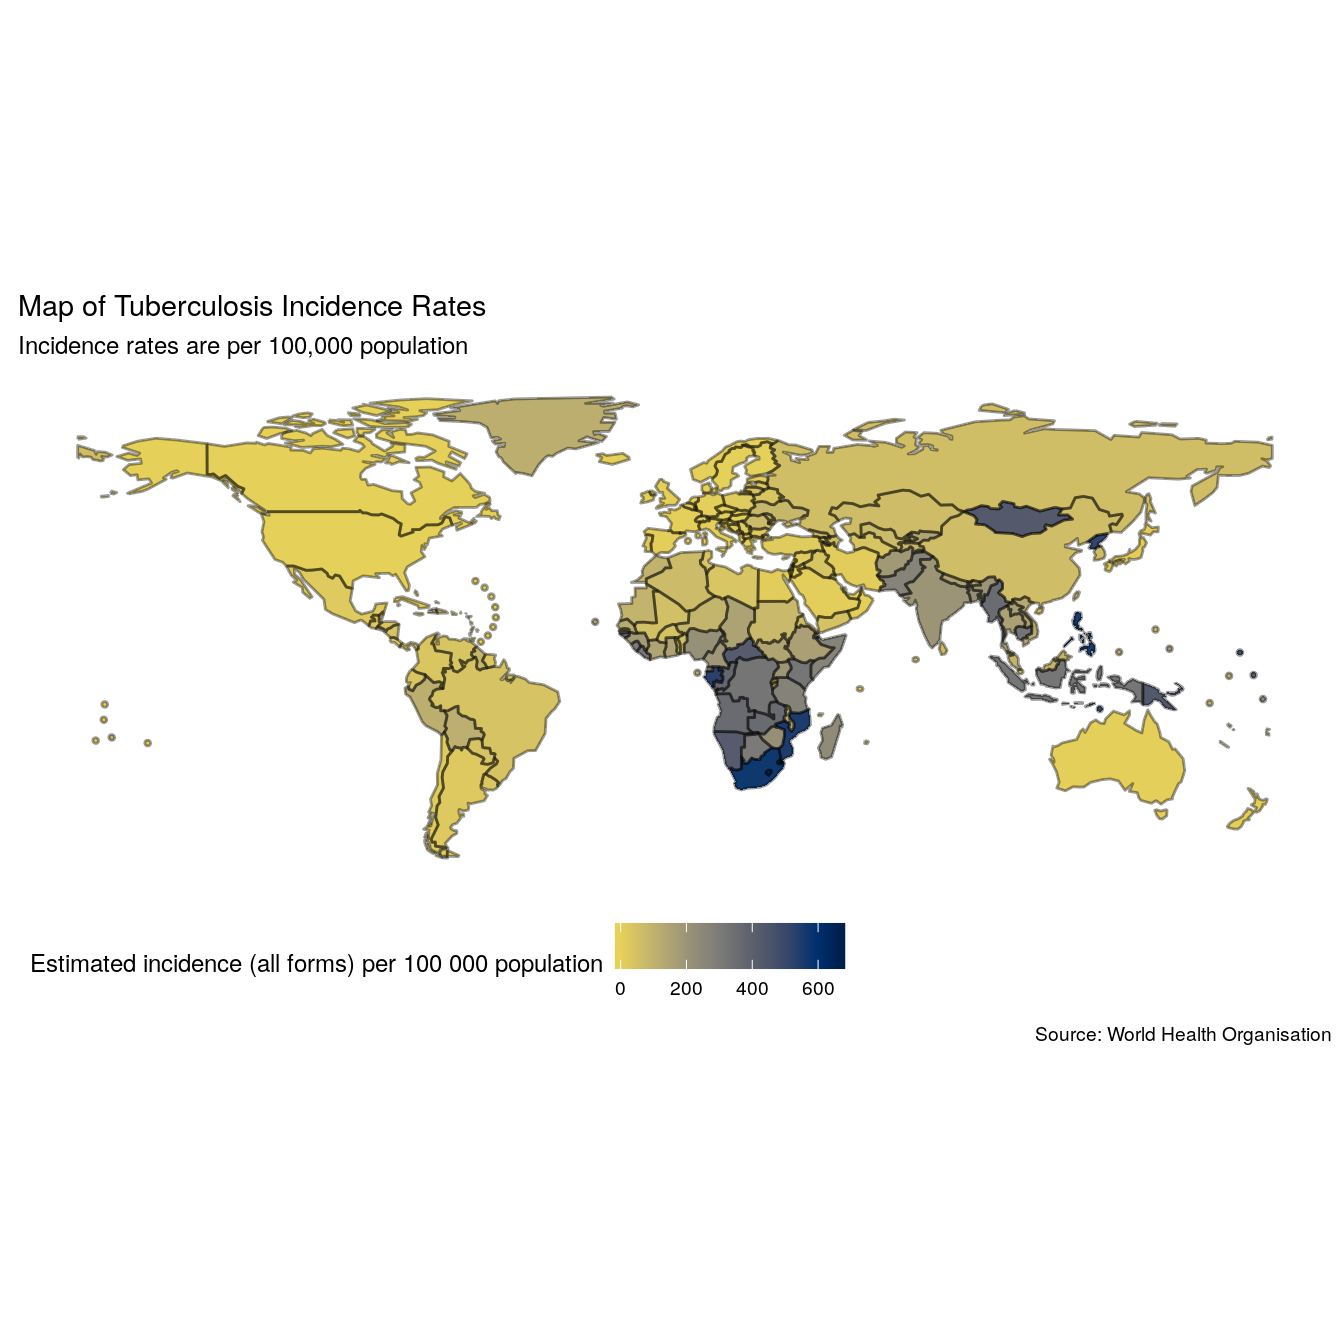 Map of Tuberculosis Incidence Rates
Incidence rates are per 100,000 population
Estimated incidence (all forms) per 100 000 population
0 200 400 600
Source: World Health Organisation